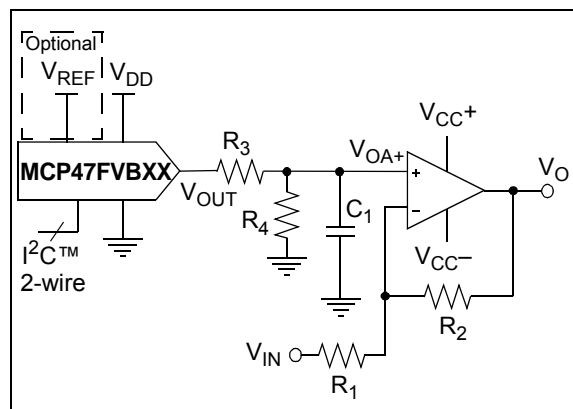 Optional
V_REF
V_DD
MCP47FVBXX
V_OUT
I²C™
2-wire
R_3
R_4
C_1
V_OA+
V_CC+
+
–
V_CC–
V_O
R_2
V_IN
R_1